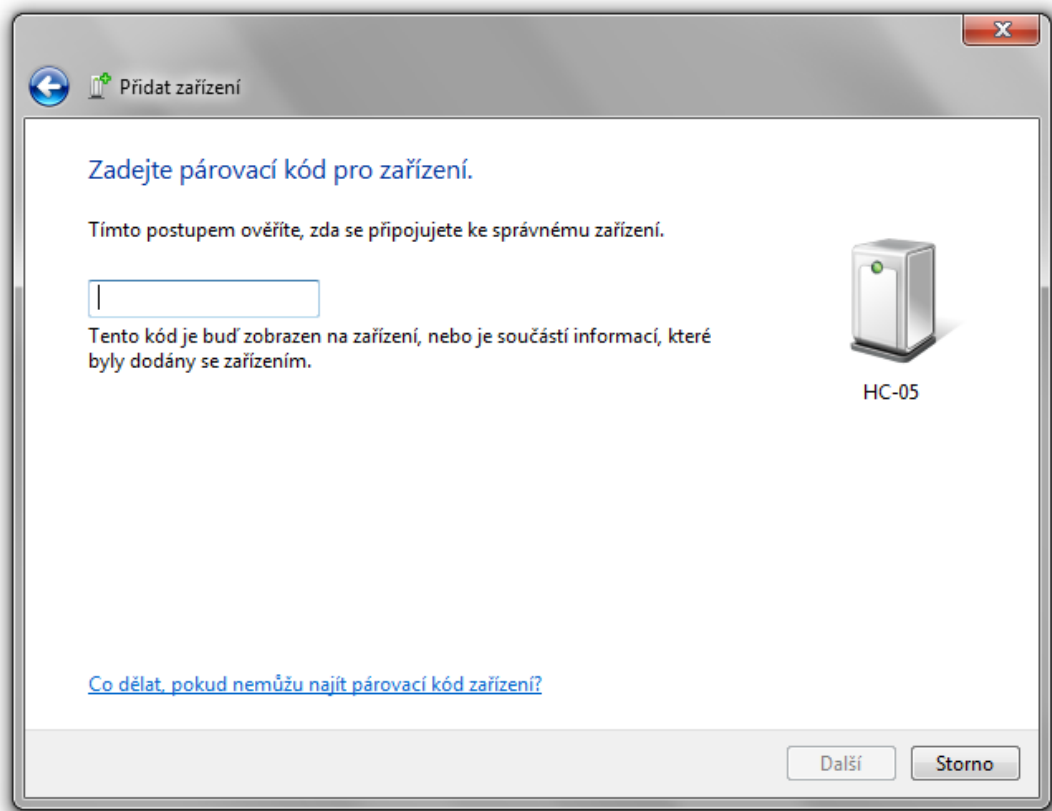 Přidat zařízení
Zadejte párovací kód pro zařízení.
Tímto postupem ověříte, zda se připojujete ke správnému zařízení.
Tento kód je buď zobrazen na zařízení, nebo je součástí informací, které
byly dodány se zařízením.
HC-05
Co dělat, pokud nemůžu najít párovací kód zařízení?
Další
Storno